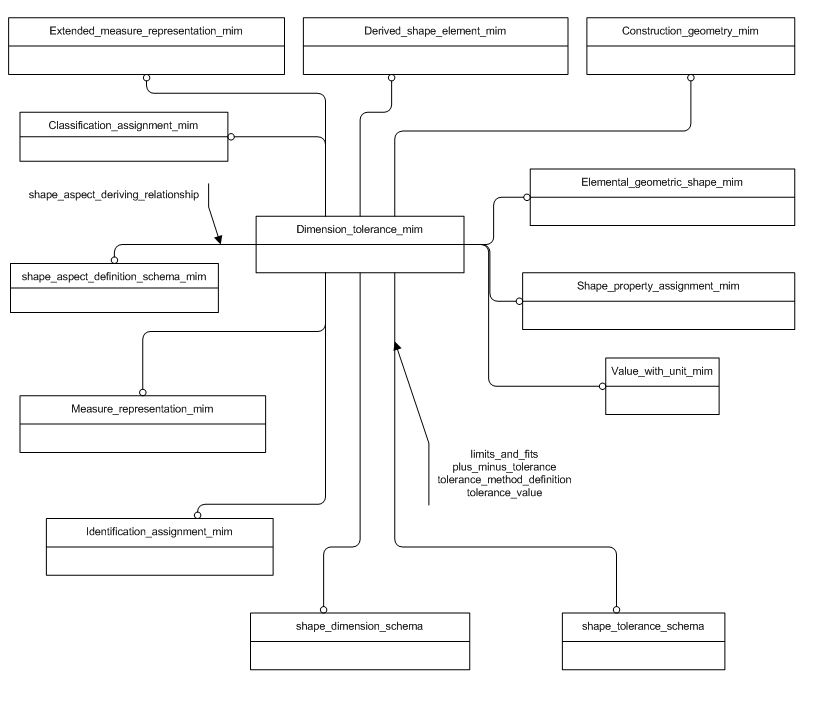 Extended_measure_representation_mim
Derived_shape_element_mim
Construction_geometry_mim
Classification_assignment_mim
shape_aspect_deriving_relationship
Elemental_geometric_shape_mim
Dimension_tolerance_mim
shape_aspect_definition_schema_mim
Shape_property_assignment_mim
Value_with_unit_mim
Measure_representation_mim
limits_and_fits
plus_minus_tolerance
tolerance_method_definition
tolerance_value
Identification_assignment_mim
shape_dimension_schema
shape_tolerance_schema